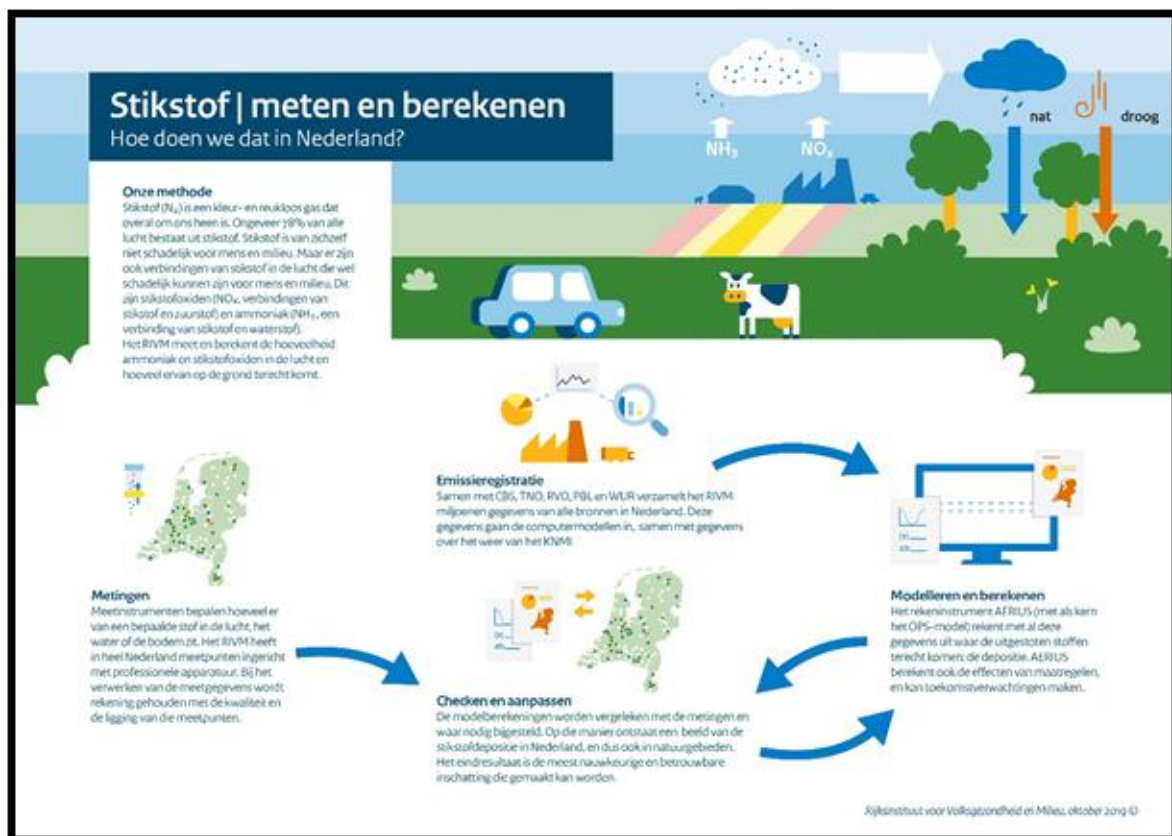 Stikstof | meten en berekenen
Hoe doen we dat in Nederland?
NH₃
NOₓ
nat
droog
Onze methode
Stikstof (N₂) is een kleur- en reukloos gas dat
overal om ons heen is. Ongeveer 78% van alle
lucht bestaat uit stikstof. Stikstof is van zichzelf
niet schadelijk voor mens en milieu. Maar er zijn
ook verbindingen van stikstof in de lucht die wel
schadelijk kunnen zijn voor mens en milieu. Dit
zijn stikstofoxiden (NOₓ, verbindingen van
stikstof en zuurstof) en ammoniak (NH₃, een
verbinding van stikstof en waterstof).
Het RIVM meet en berekent de hoeveelheid
ammoniak en stikstofoxiden in de lucht en
hoeveel ervan op de grond terecht komt.
Emissieregistratie
Samen met CBS, TNO, RVO, PBL en WUR verzamelt het RIVM
miljoenen gegevens van alle bronnen in Nederland. Deze
gegevens gaan de computermodellen in, samen met gegevens
over het weer van het KNMI.
Metingen
Meetinstrumenten bepalen hoeveel er
van een bepaalde stof in de lucht, het
water of de bodem zit. Het RIVM heeft
in heel Nederland meetpunten ingericht
met professionele apparatuur. Bij het
verwerken van de meetgegevens wordt
rekening gehouden met de kwaliteit en
de ligging van die meetpunten.
Modelleren en berekenen
Het rekeninstrument AERIUS (met als kern
het OPS-model) rekent met al deze
gegevens uit waar de uitgestoten stoffen
terecht komen: de depositie. AERIUS
berekent ook de effecten van maatregelen,
en kan toekomstverwachtingen maken.
Checken en aanpassen
De modelberekeningen worden vergeleken met de metingen en
waar nodig bijgesteld. Op die manier ontstaat een beeld van de
stikstofdepositie in Nederland, en dus ook in natuurgebieden.
Het eindresultaat is de meest nauwkeurige en betrouwbare
inschatting die gemaakt kan worden.
Rijksinstituut voor Volksgezondheid en Milieu, oktober 2019 ©